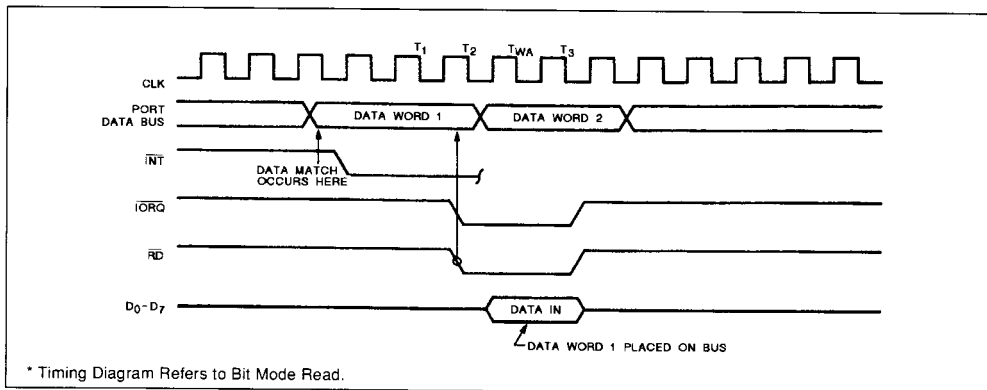 T1 T2 TWA T3
CLK
PORT
DATA BUS
DATA WORD 1
DATA WORD 2
INT
DATA MATCH
OCCURS HERE
IORQ
RD
D0-D7
DATA IN
DATA WORD 1 PLACED ON BUS
* Timing Diagram Refers to Bit Mode Read.